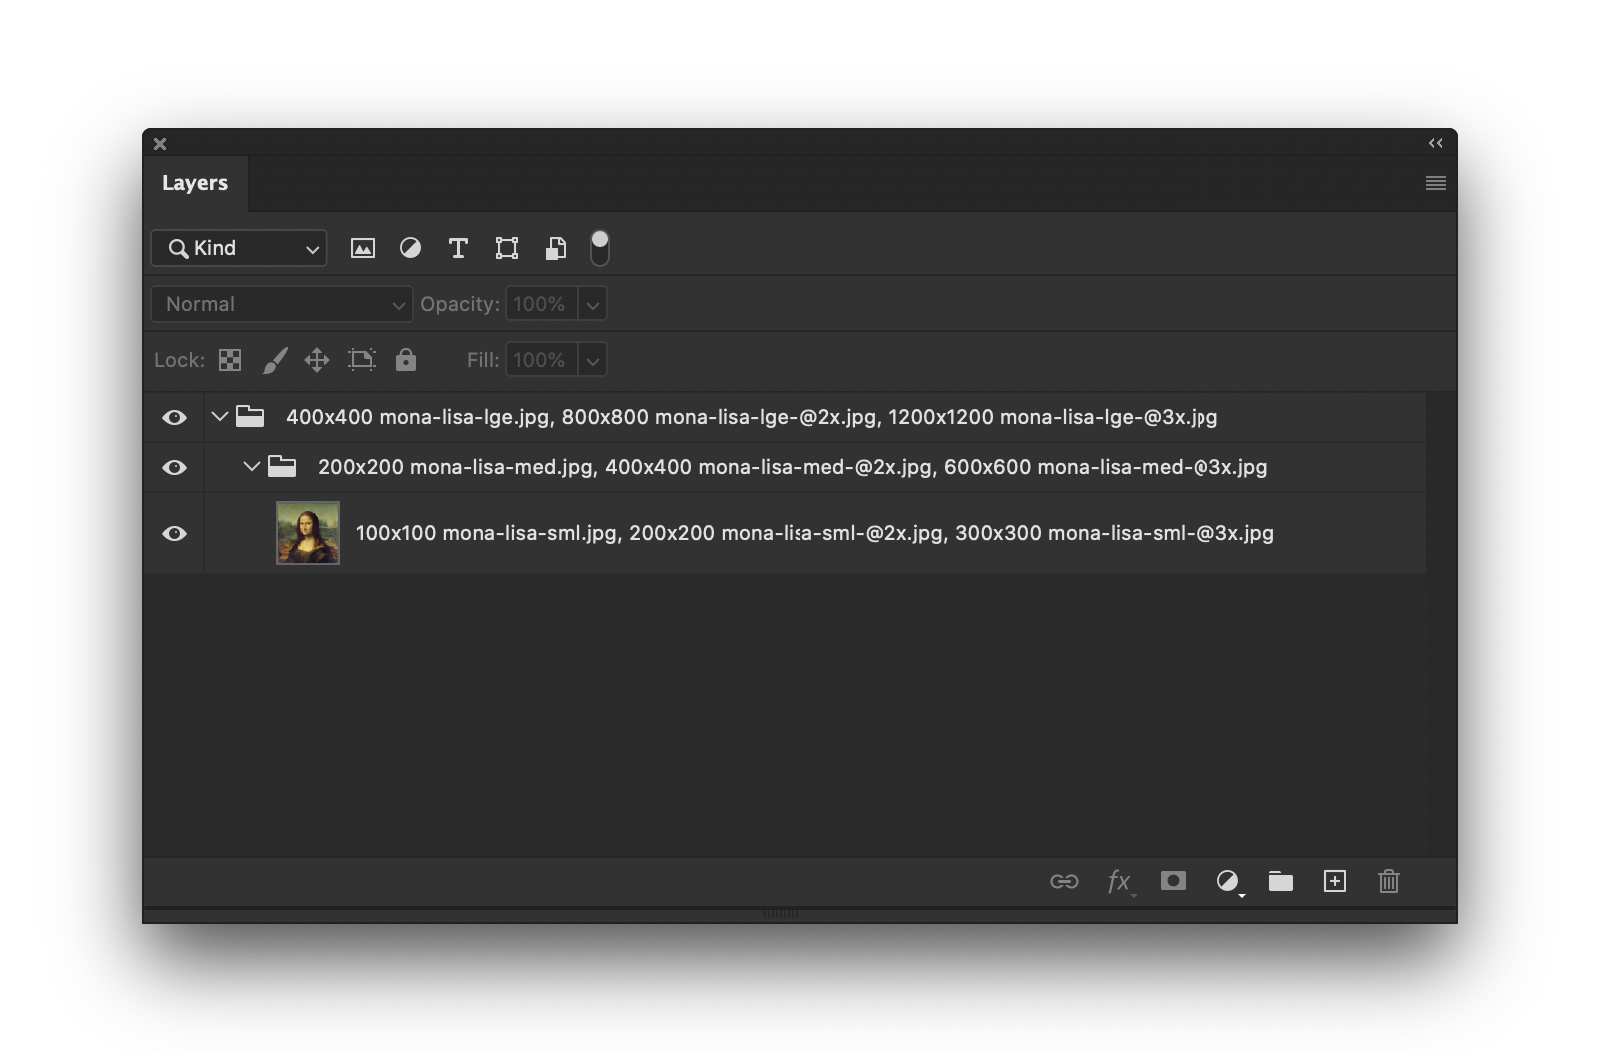 Layers
Kind
Normal Opacity: 100%
Lock: Fill: 100%
400x400 mona-lisa-lge.jpg, 800x800 mona-lisa-lge-@2x.jpg, 1200x1200 mona-lisa-lge-@3x.jpg
200x200 mona-lisa-med.jpg, 400x400 mona-lisa-med-@2x.jpg, 600x600 mona-lisa-med-@3x.jpg
100x100 mona-lisa-sml.jpg, 200x200 mona-lisa-sml-@2x.jpg, 300x300 mona-lisa-sml-@3x.jpg
fx